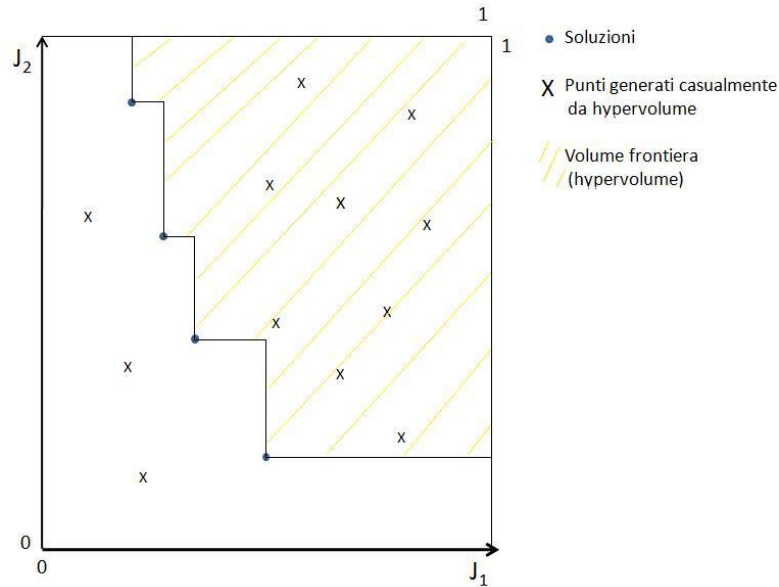 1
J2
1
Soluzioni
X Punti generati casualmente
da hypervolume
Volume frontiera
(hypervolume)
X
X
X
X
X
X
X
X
X
X
X
X
0
0
J1